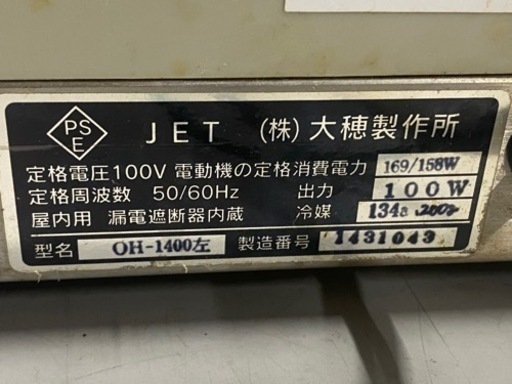 PS
E
JET (株)大穂製作所
定格電圧100V 電動機の定格消費電力 169/158W
定格周波数 50/60Hz 出力 100W
屋内用 漏電遮断器内蔵 冷媒 134a 200g
型名 OH-1400左 製造番号 1431043